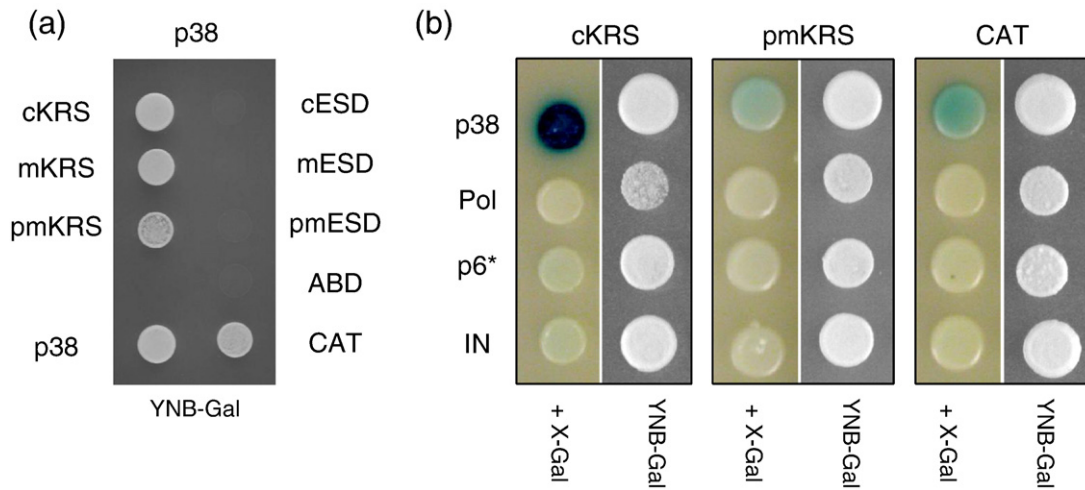 (a)
p38
cKRS
cESD
mKRS
mESD
pmKRS
pmESD
ABD
p38
CAT
YNB-Gal
(b)
cKRS
pmKRS
CAT
p38
Pol
p6*
IN
+ X-Gal
YNB-Gal
+ X-Gal
YNB-Gal
+ X-Gal
YNB-Gal